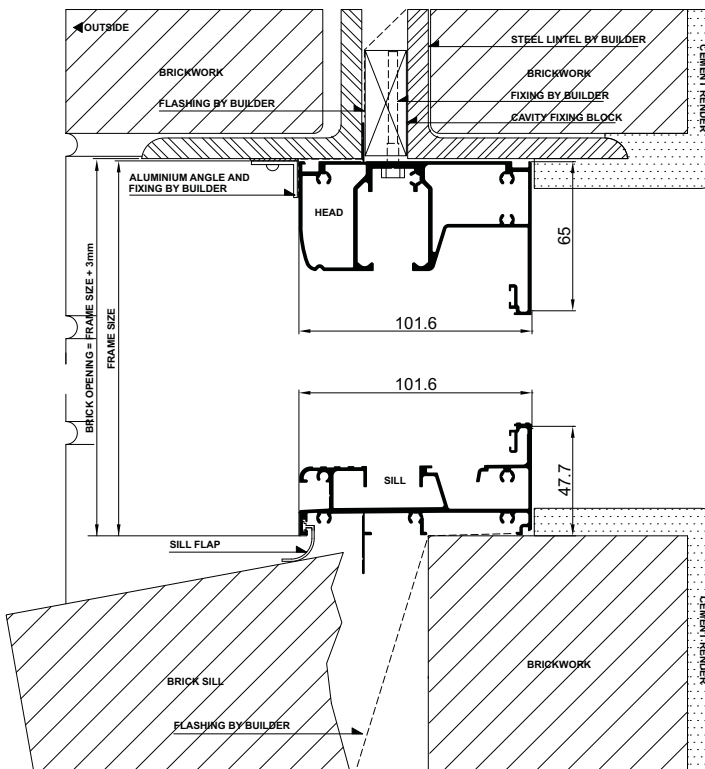 OUTSIDE
STEEL LINTEL BY BUILDER
BRICKWORK
BRICKWORK
FIXING BY BUILDER
FLASHING BY BUILDER
CAVITY FIXING BLOCK
CEMENT RENDER
ALUMINIUM ANGLE AND
FIXING BY BUILDER
HEAD
65
BRICK OPENING = FRAME SIZE + 3mm
FRAME SIZE
101.6
101.6
SILL
47.7
SILL FLAP
CEMENT RENDER
BRICKWORK
BRICK SILL
FLASHING BY BUILDER